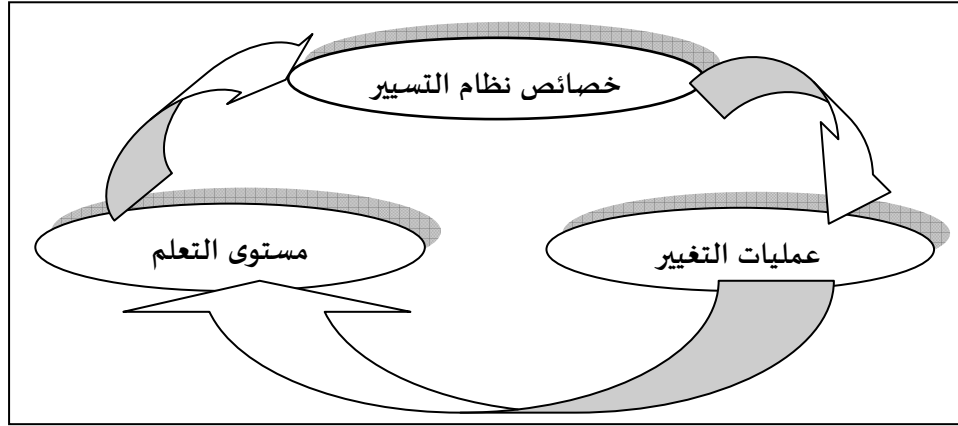 خصائص نظام التسيير
عمليات التغيير
مستوى التعلم